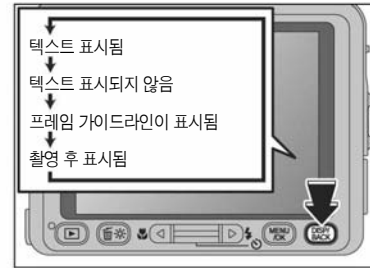 텍스트 표시됨
텍스트 표시되지 않음
프레임 가이드라인이 표시됨
촬영 후 표시됨
MENU
/OK
DISP/
BACK